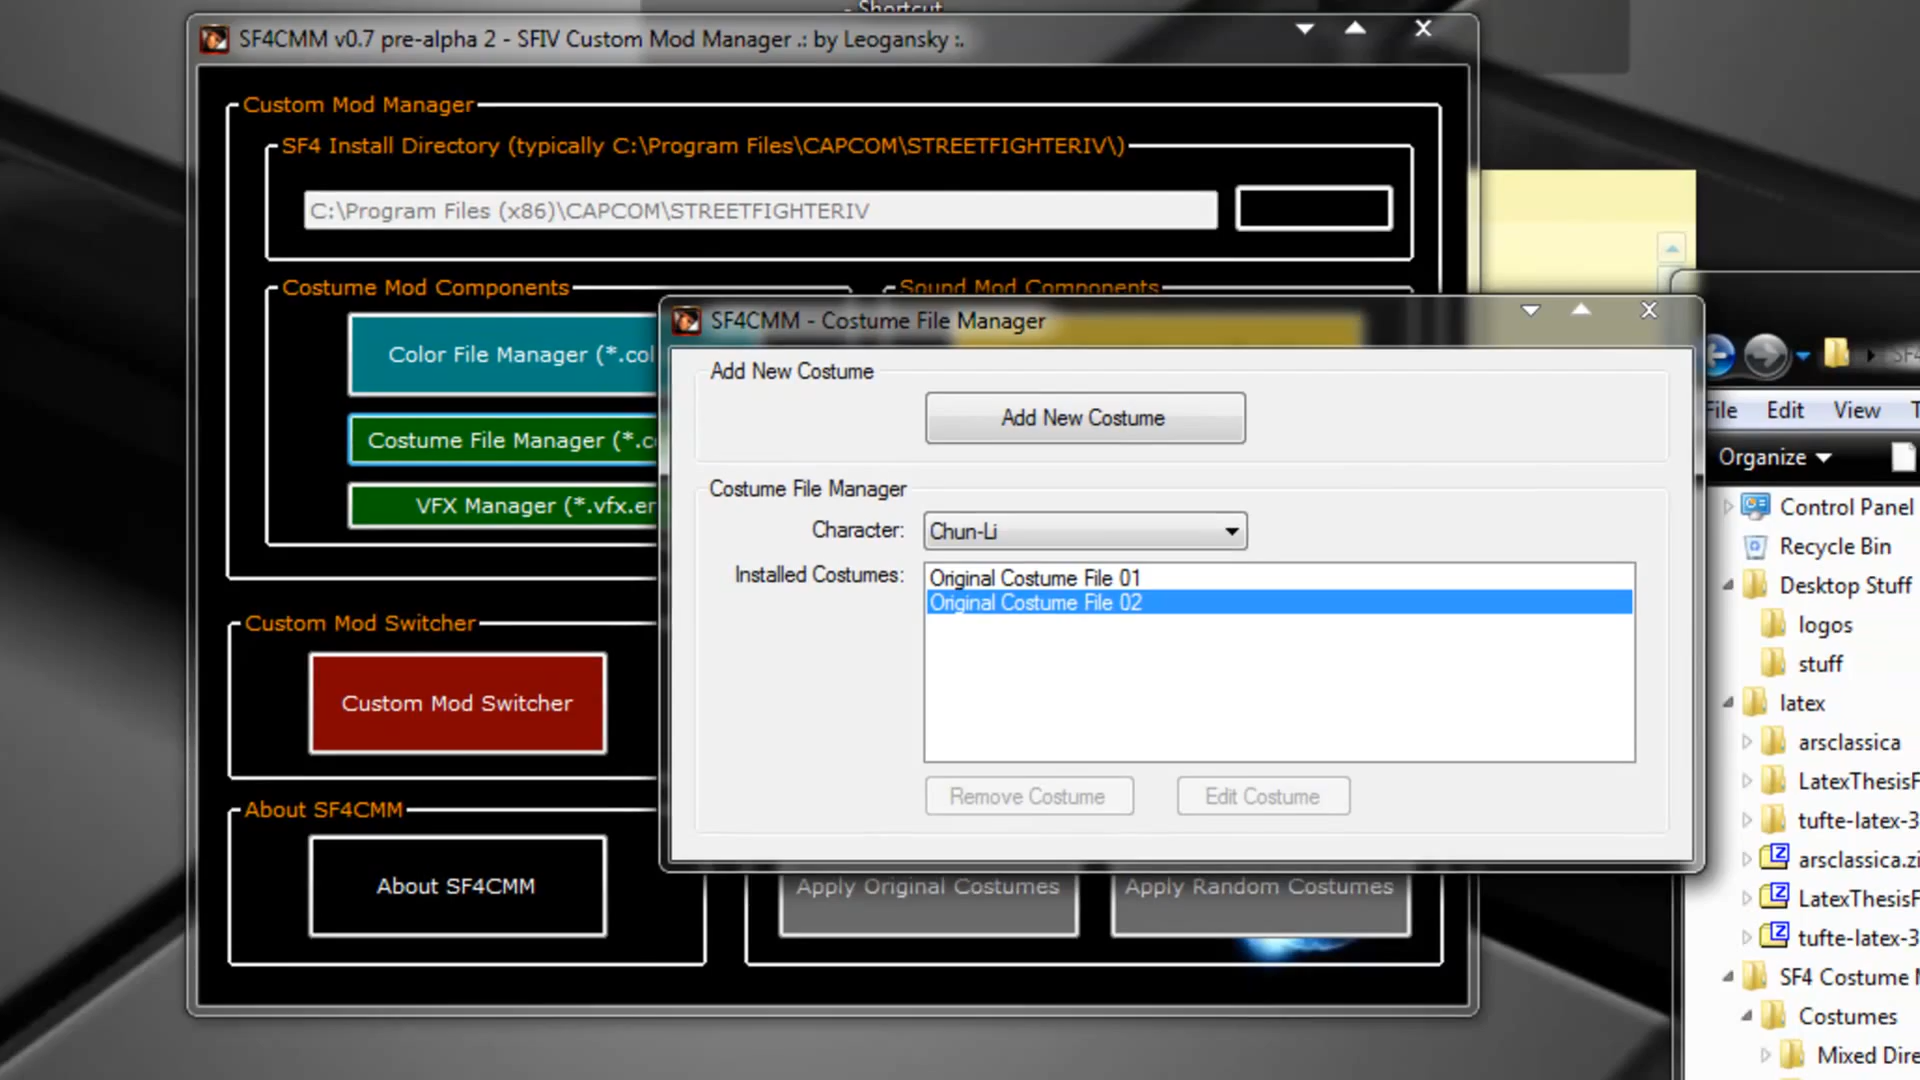 - Shortcut
SF4CMM v0.7 pre-alpha 2 - SFIV Custom Mod Manager .: by Leogansky :.
Custom Mod Manager
SF4 Install Directory (typically C:\Program Files\CAPCOM\STREETFIGHTERIV\)
C:\Program Files (x86)\CAPCOM\STREETFIGHTERIV
Costume Mod Components
Sound Mod Components
Color File Manager (*.col
Costume File Manager (*.c
VFX Manager (*.vfx.e
Custom Mod Switcher
Custom Mod Switcher
About SF4CMM
About SF4CMM
Apply Original Costumes
Apply Random Costumes
SF4CMM - Costume File Manager
Add New Costume
Add New Costume
Costume File Manager
Character:
Chun-Li
Installed Costumes:
Original Costume File 01
Original Costume File 02
Remove Costume
Edit Costume
SF4
File Edit View T
Organize
Control Panel
Recycle Bin
Desktop Stuff
logos
stuff
latex
arsclassica
LatexThesisF
tufte-latex-3
arsclassica.zi
LatexThesisF
tufte-latex-3
SF4 Costume M
Costumes
Mixed Dire